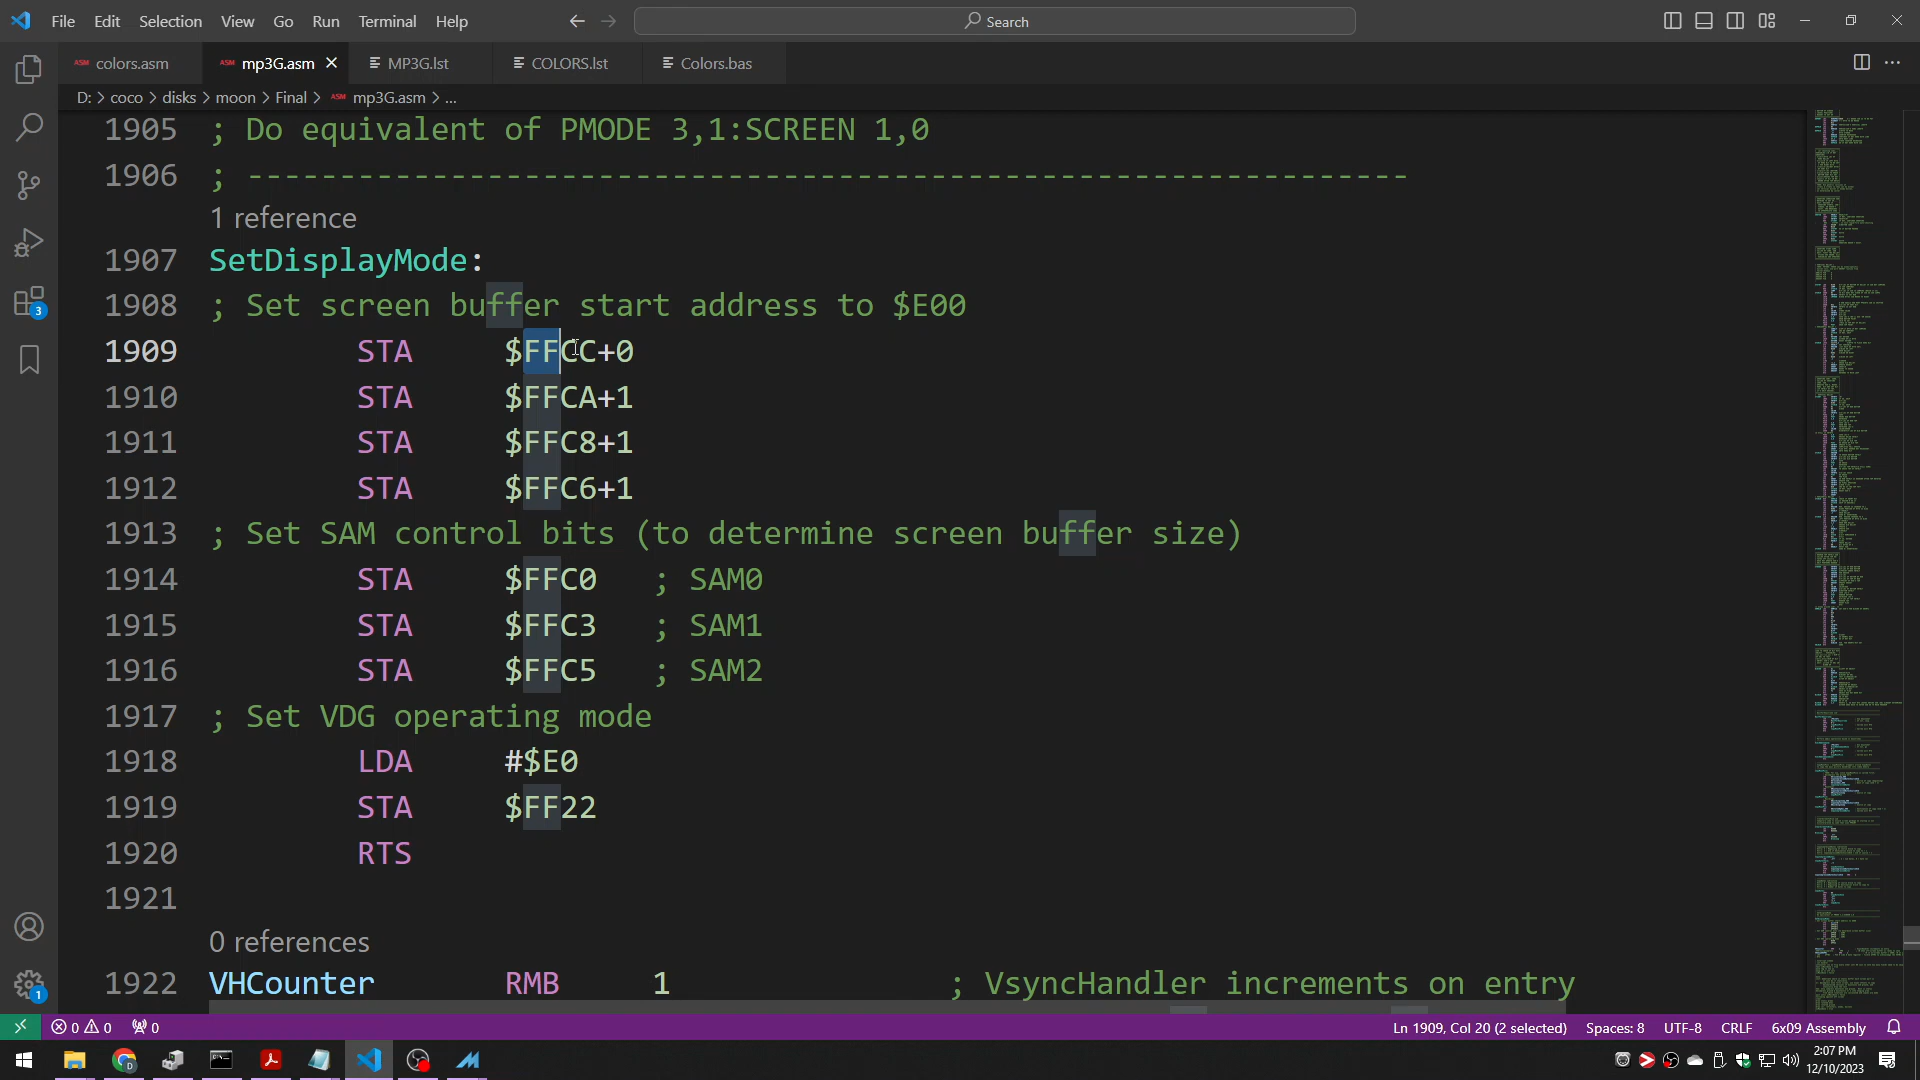 File Edit Selection View Go Run Terminal Help
Search
ASM colors.asm
ASM mp3G.asm
MP3G.lst
COLORS.lst
Colors.bas
D: > coco > disks > moon > Final > ASM mp3G.asm > ...
1905 ; Do equivalent of PMODE 3,1:SCREEN 1,0
1906 ; ---------------------------------------------------------------
1 reference
1907 SetDisplayMode:
1908 ; Set screen buffer start address to $E00
1909 STA $FFCC+0
1910 STA $FFCA+1
1911 STA $FFC8+1
1912 STA $FFC6+1
1913 ; Set SAM control bits (to determine screen buffer size)
1914 STA $FFC0 ; SAM0
1915 STA $FFC3 ; SAM1
1916 STA $FFC5 ; SAM2
1917 ; Set VDG operating mode
1918 LDA #$E0
1919 STA $FF22
1920 RTS
1921
0 references
1922 VHCounter RMB 1 ; VsyncHandler increments on entry
3
1
0 0 0
Ln 1909, Col 20 (2 selected) Spaces: 8 UTF-8 CRLF 6x09 Assembly
2:07 PM
12/10/2023